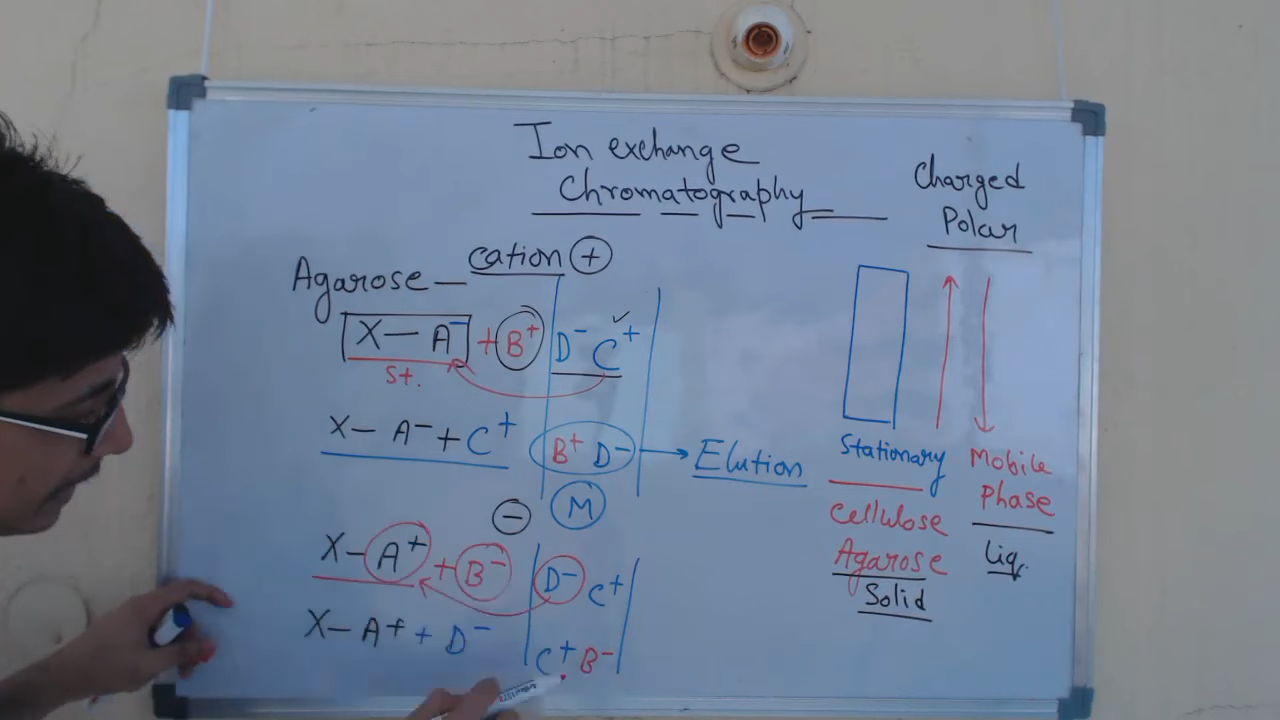 Ion exchange
Chromatography
Charged
Polar
cation +
Agarose —
X — A⁻ + B⁺ D⁻ C⁺ ✓
St.
X — A⁻ + C⁺ B⁺ D⁻ → Elution
M
−
X — A⁺ + B⁻ D⁻ C⁺
X — A⁺ + D⁻ C⁺ B⁻
Stationary
Cellulose
Agarose
Solid
Mobile
Phase
Liq.